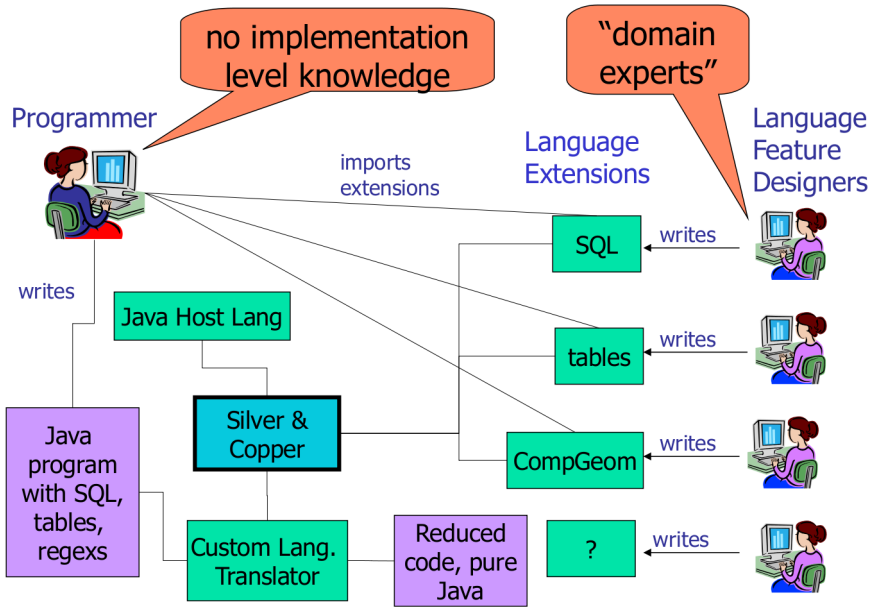 no implementation
level knowledge
“domain
experts”
Programmer
Language
Extensions
Language
Feature
Designers
imports
extensions
SQL
writes
writes
Java Host Lang
tables
writes
Silver &
Copper
Java
program
with SQL,
tables,
regexs
CompGeom
writes
Custom Lang.
Translator
Reduced
code, pure
Java
?
writes